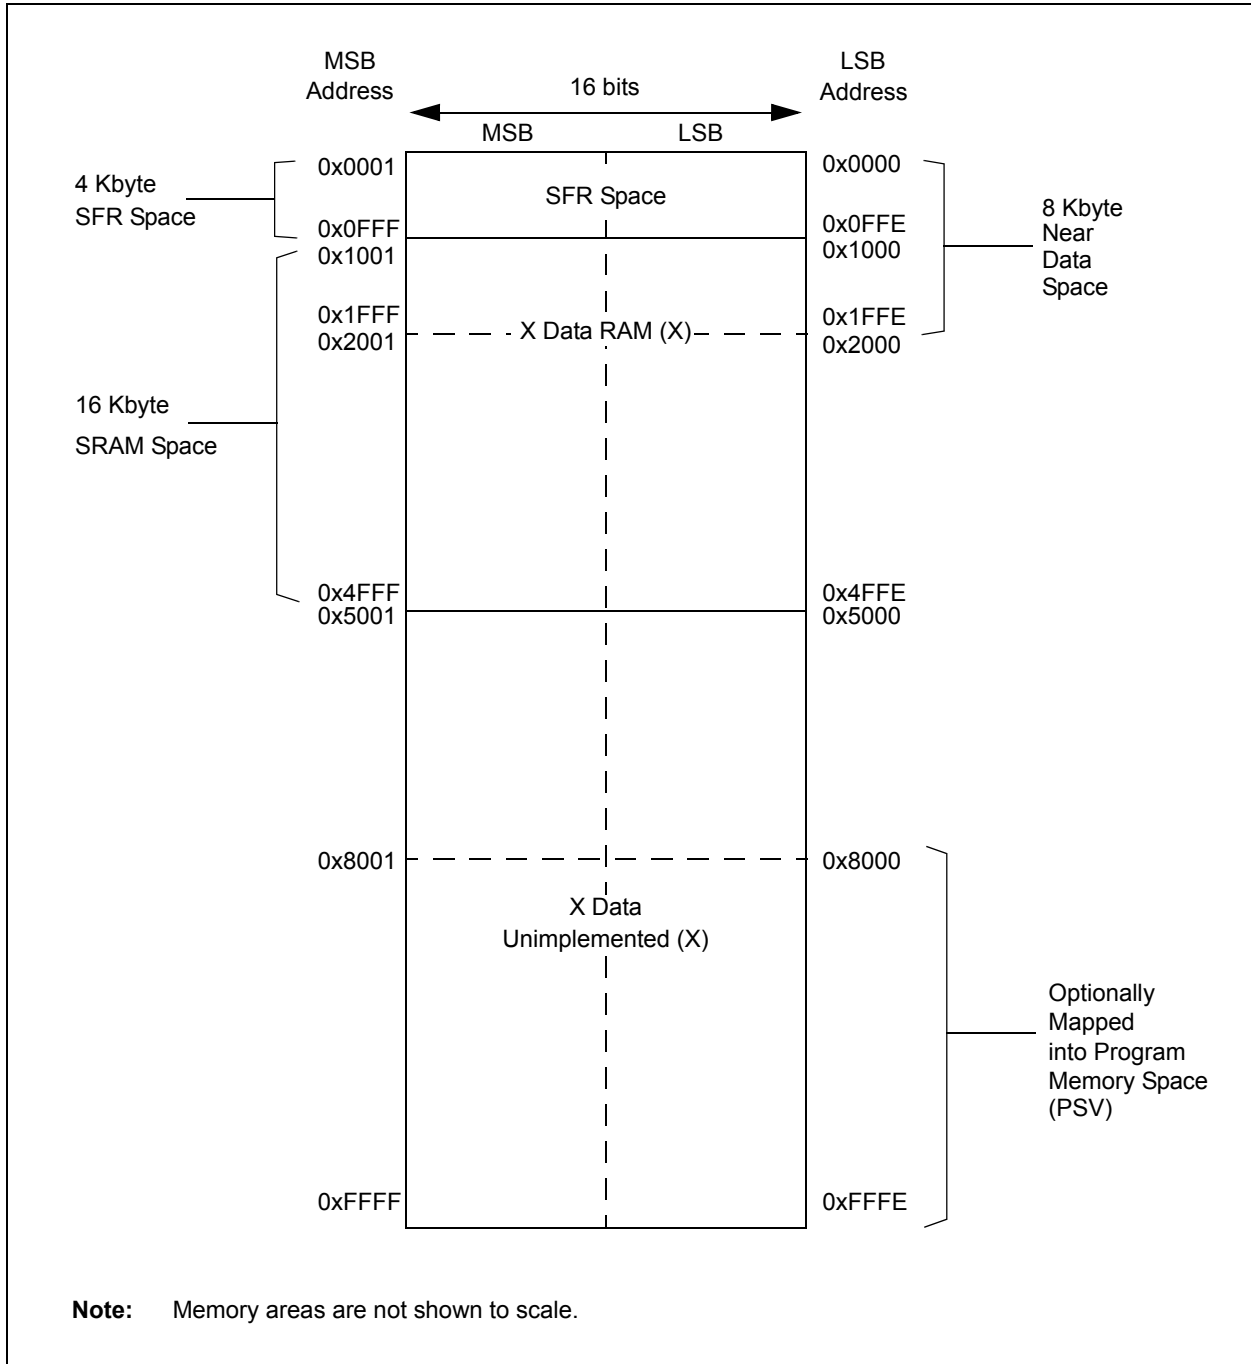 MSB
Address
16 bits
LSB
Address
MSB
LSB
4 Kbyte
SFR Space
0x0001
0x0FFF
0x1001
SFR Space
0x0000
0x0FFE
0x1000
8 Kbyte
Near
Data
Space
0x1FFF
0x2001
X Data RAM (X)
0x1FFE
0x2000
16 Kbyte
SRAM Space
0x4FFF
0x5001
0x4FFE
0x5000
0x8001
0x8000
X Data
Unimplemented (X)
Optionally
Mapped
into Program
Memory Space
(PSV)
0xFFFF
0xFFFE
Note: Memory areas are not shown to scale.